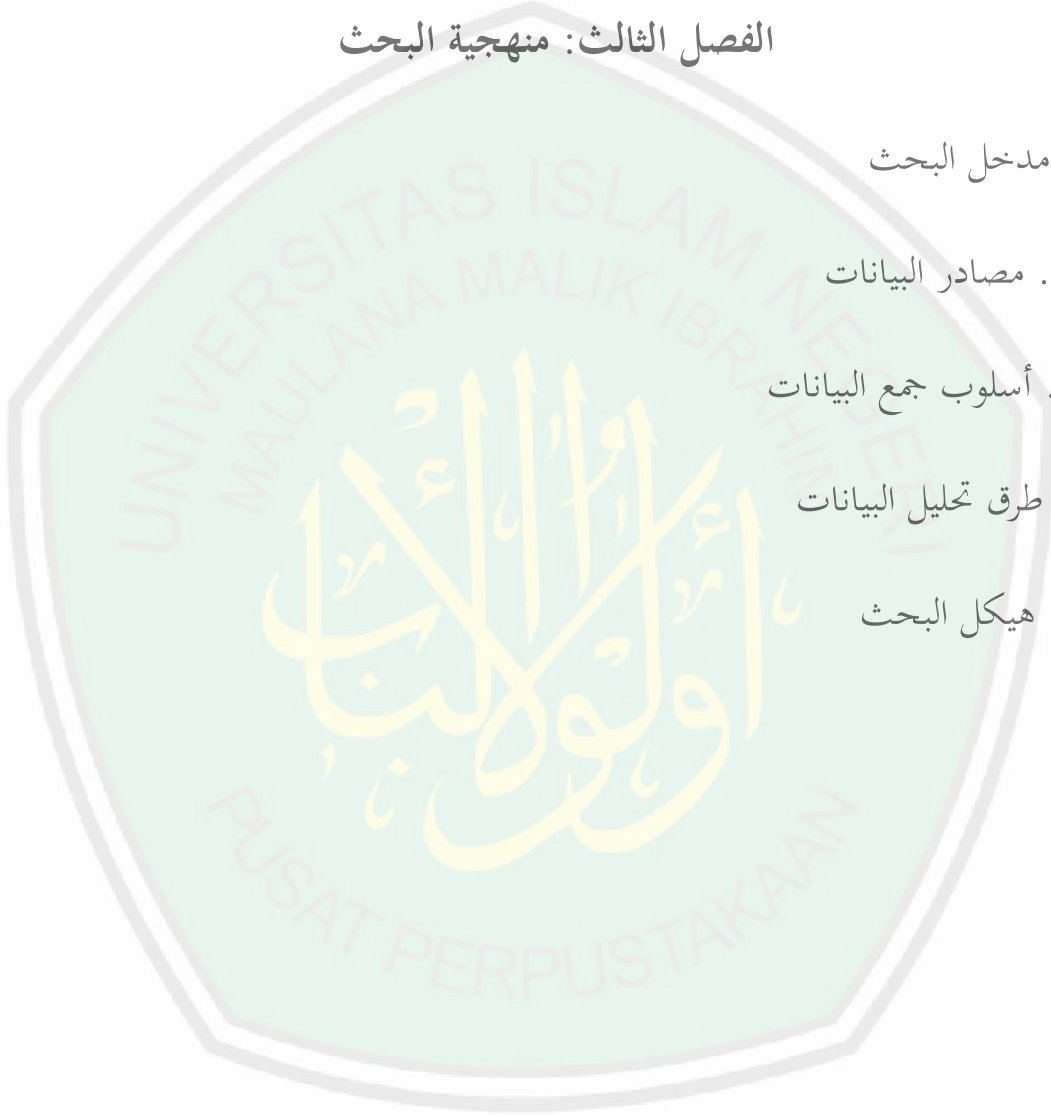 الفصل الثالث: منهجية البحث
مدخل البحث
. مصادر البيانات
. أسلوب جمع البيانات
طرق تحليل البيانات
هيكل البحث
UNIVERSITAS ISLAM NEGERI
MAULANA MALIK IBRAHIM
أولوا الألباب
PUSAT PERPUSTAKAAN